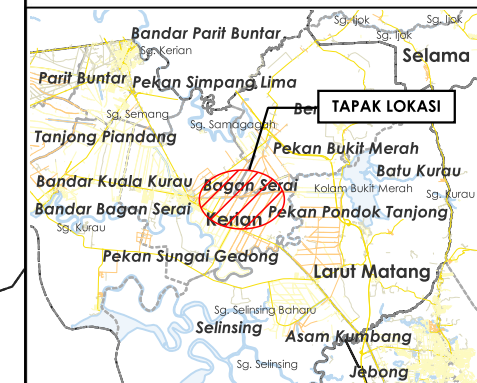 Sg. Ijok
Sg. Ijok
Bandar Parit Buntar
Sg. Ijok
Sg. Kerian
Selama
Parit Buntar
Pekan Simpang Lima
TAPAK LOKASI
Sg. Semang
Sg. Samagagah
Tanjong Piandang
Pekan Bukit Merah
Batu Kurau
Bandar Kuala Kurau
Bagan Serai
Kolam Bukit Merah
Sg. Kurau
Bandar Bagan Serai
Kerian
Pekan Pondok Tanjong
Sg. Kurau
Pekan Sungai Gedong
Larut Matang
Sg. Selinsing Baharu
Selinsing
Asam Kumbang
Sg. Selinsing
Jebong